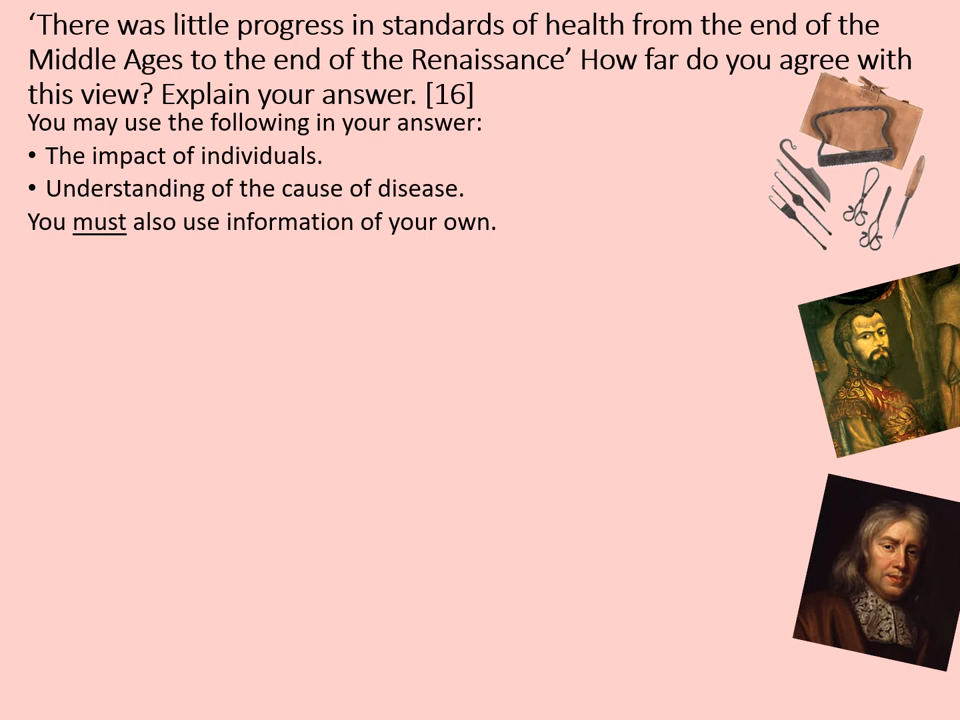 ‘There was little progress in standards of health from the end of the
Middle Ages to the end of the Renaissance’ How far do you agree with
this view? Explain your answer. [16]
You may use the following in your answer:
• The impact of individuals.
• Understanding of the cause of disease.
You must also use information of your own.